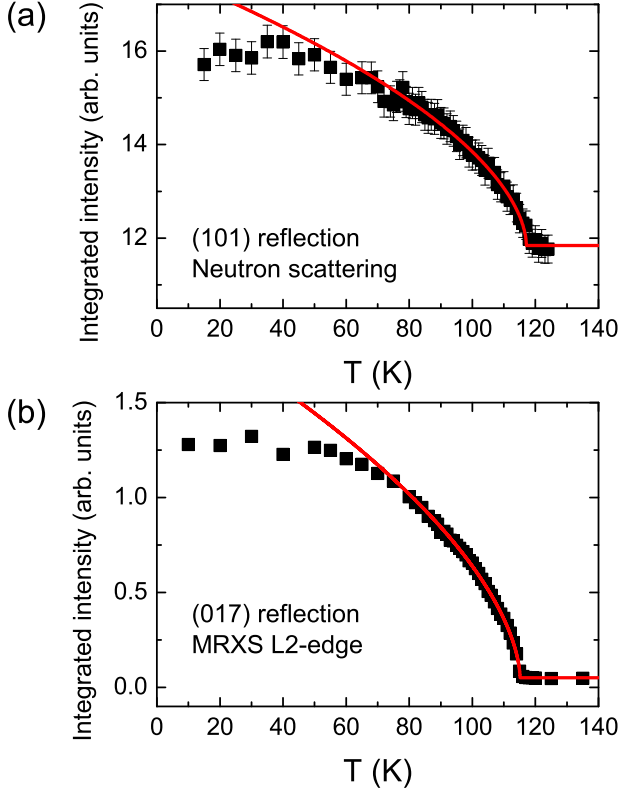 (a)
Integrated intensity (arb. units)
16
14
12
(101) reflection
Neutron scattering
0 20 40 60 80 100 120 140
T (K)
(b)
Integrated intensity (arb. units)
1.5
1.0
0.5
0.0
(017) reflection
MRXS L2-edge
0 20 40 60 80 100 120 140
T (K)